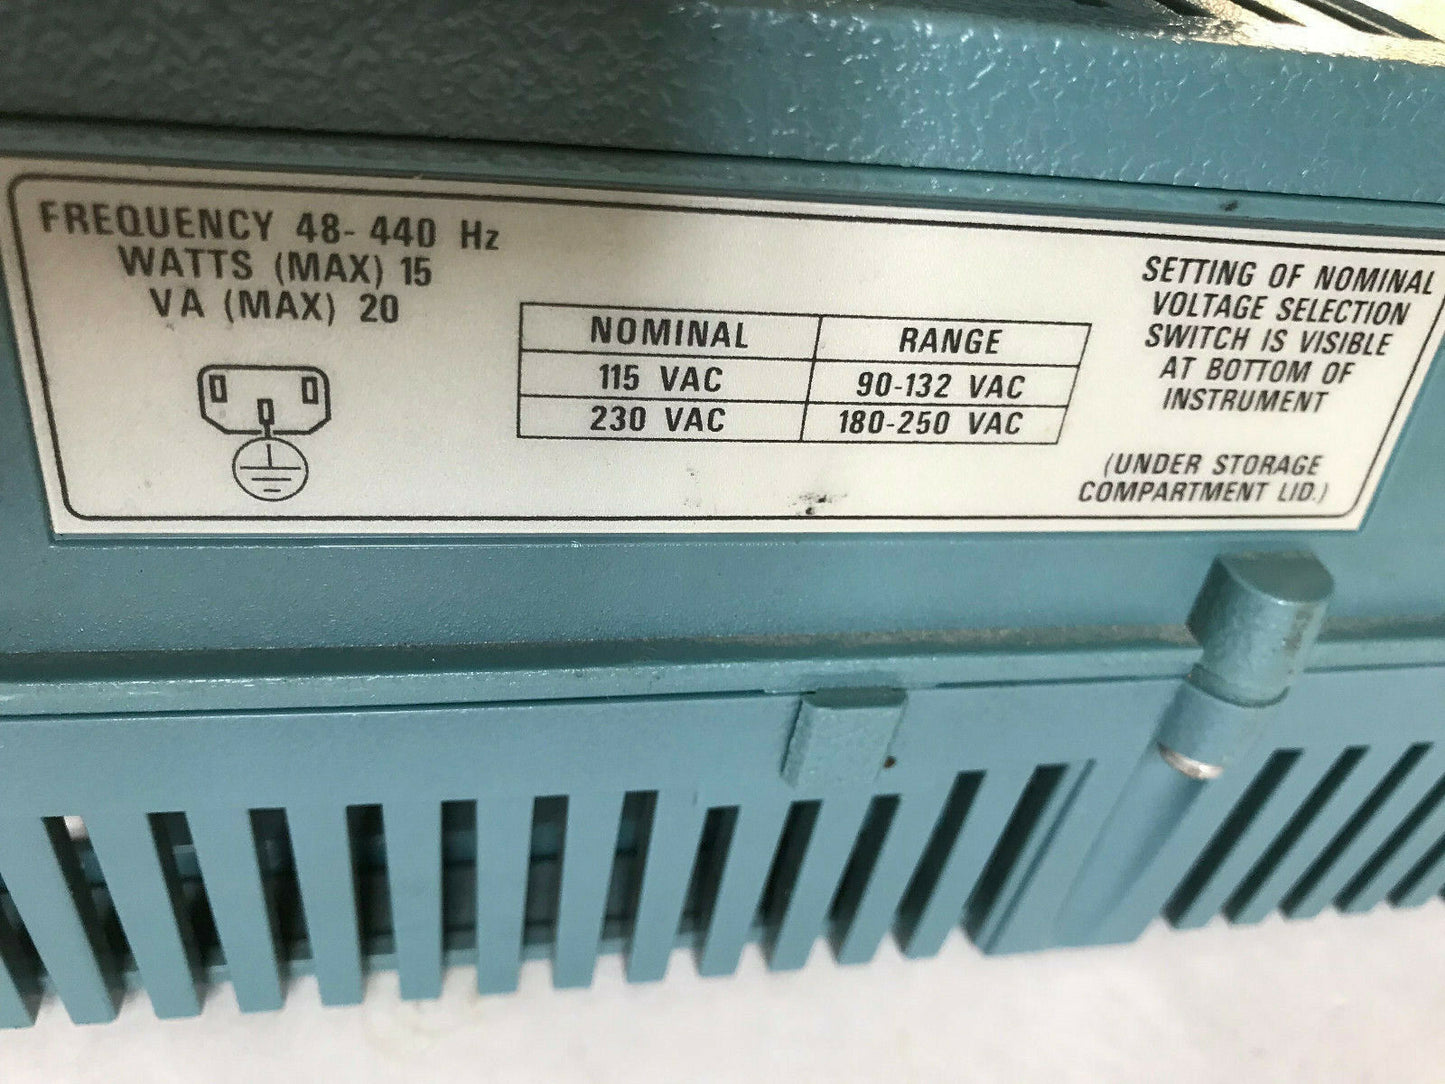 FREQUENCY 48-440 Hz
WATTS (MAX) 15
VA (MAX) 20
NOMINAL RANGE
115 VAC 90-132 VAC
230 VAC 180-250 VAC
SETTING OF NOMINAL
VOLTAGE SELECTION
SWITCH IS VISIBLE
AT BOTTOM OF
INSTRUMENT
(UNDER STORAGE
COMPARTMENT LID.)